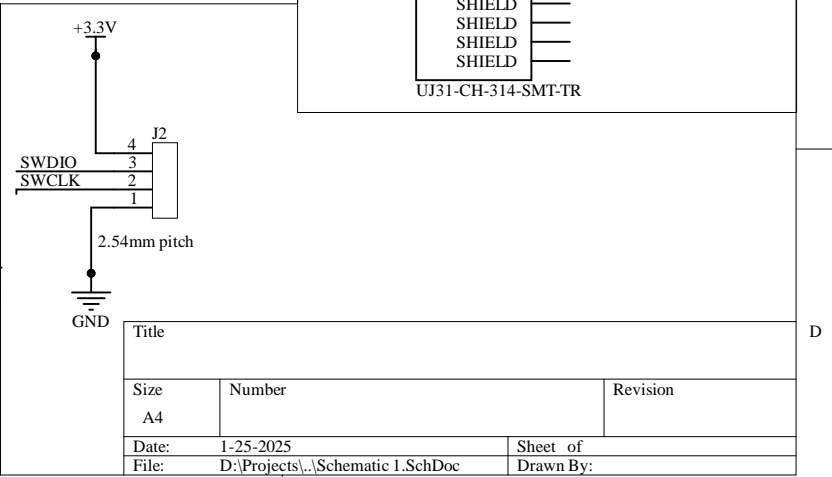 SHIELD
SHIELD
SHIELD
SHIELD
UJ31-CH-314-SMT-TR
+3.3V
J2
4
SWDIO 3
SWCLK 2
1
2.54mm pitch
GND
D
Title
Size Number Revision
A4
Date: 1-25-2025 Sheet of
File: D:\Projects\..\Schematic 1.SchDoc Drawn By: